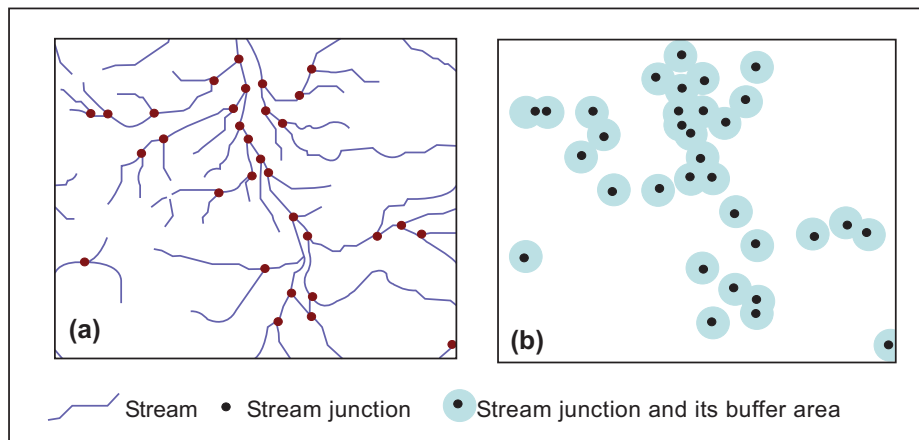 (a)
(b)
Stream
Stream junction
Stream junction and its buffer area